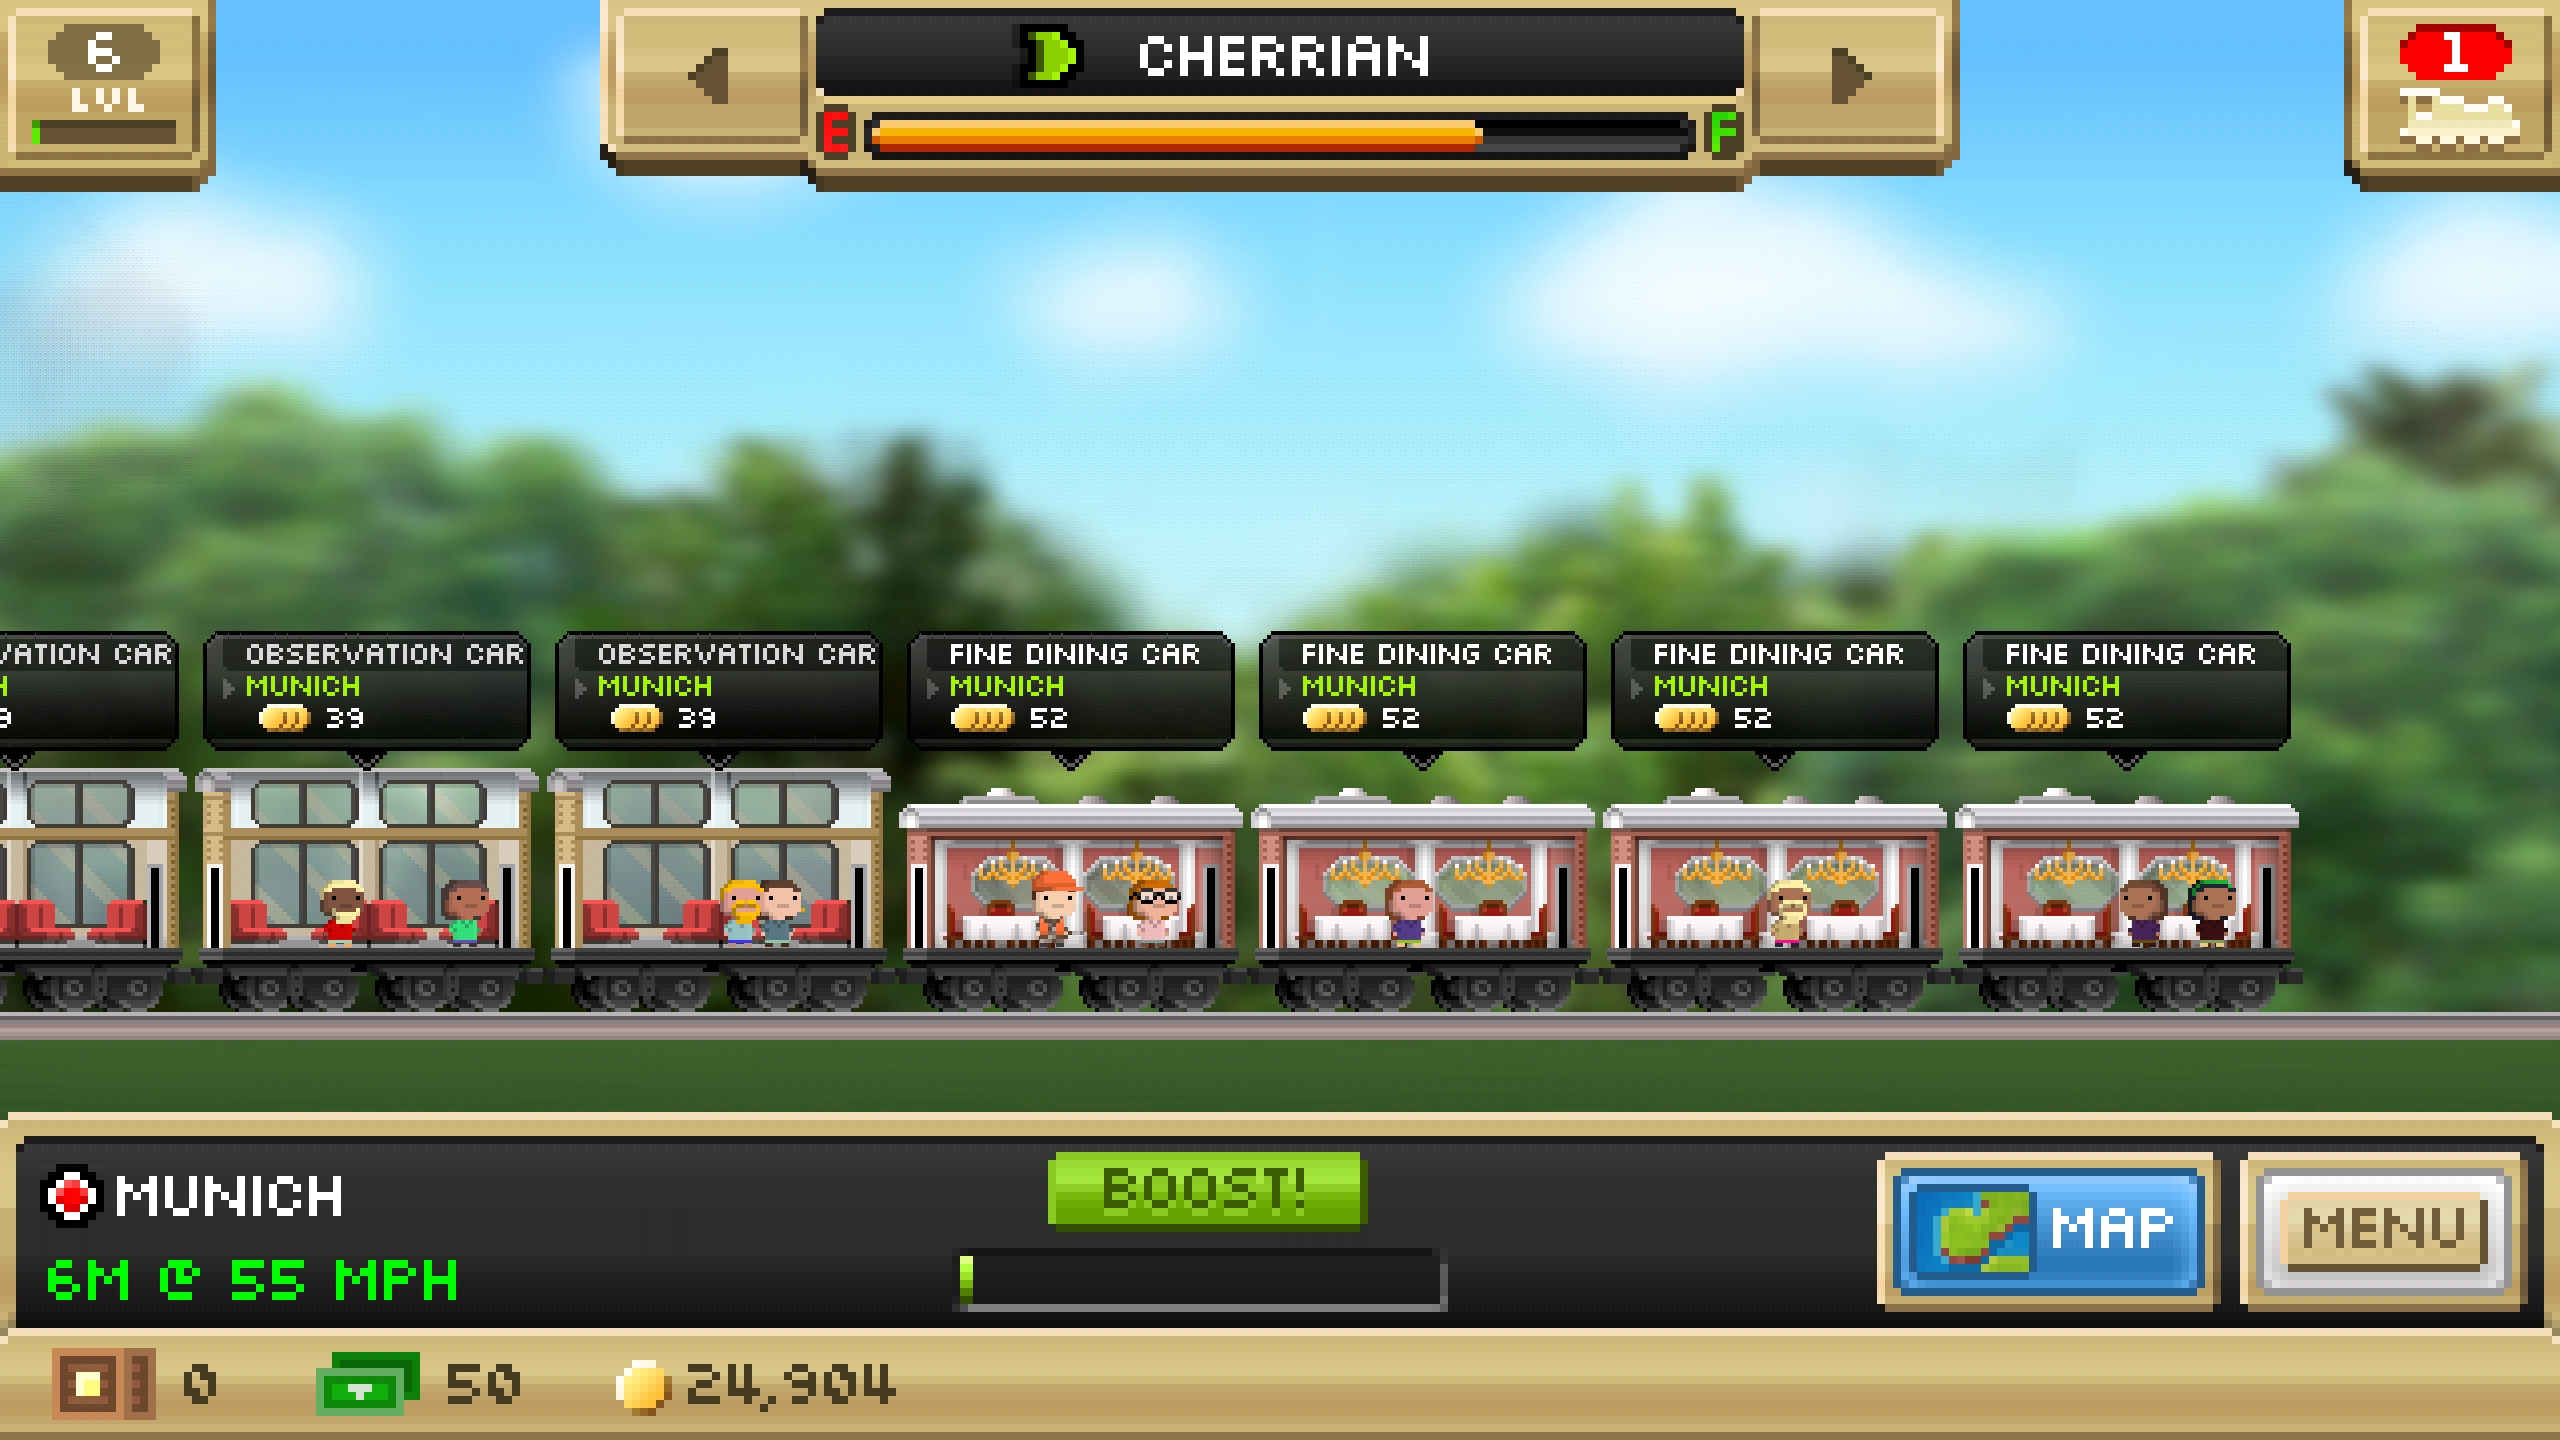 6
LVL
CHERRIAN
1
E
F
VATION CAR
OBSERVATION CAR
MUNICH
39
OBSERVATION CAR
MUNICH
39
FINE DINING CAR
MUNICH
52
FINE DINING CAR
MUNICH
52
FINE DINING CAR
MUNICH
52
FINE DINING CAR
MUNICH
52
MUNICH
6M @ 55 MPH
BOOST!
MAP
MENU
0
50
24,904